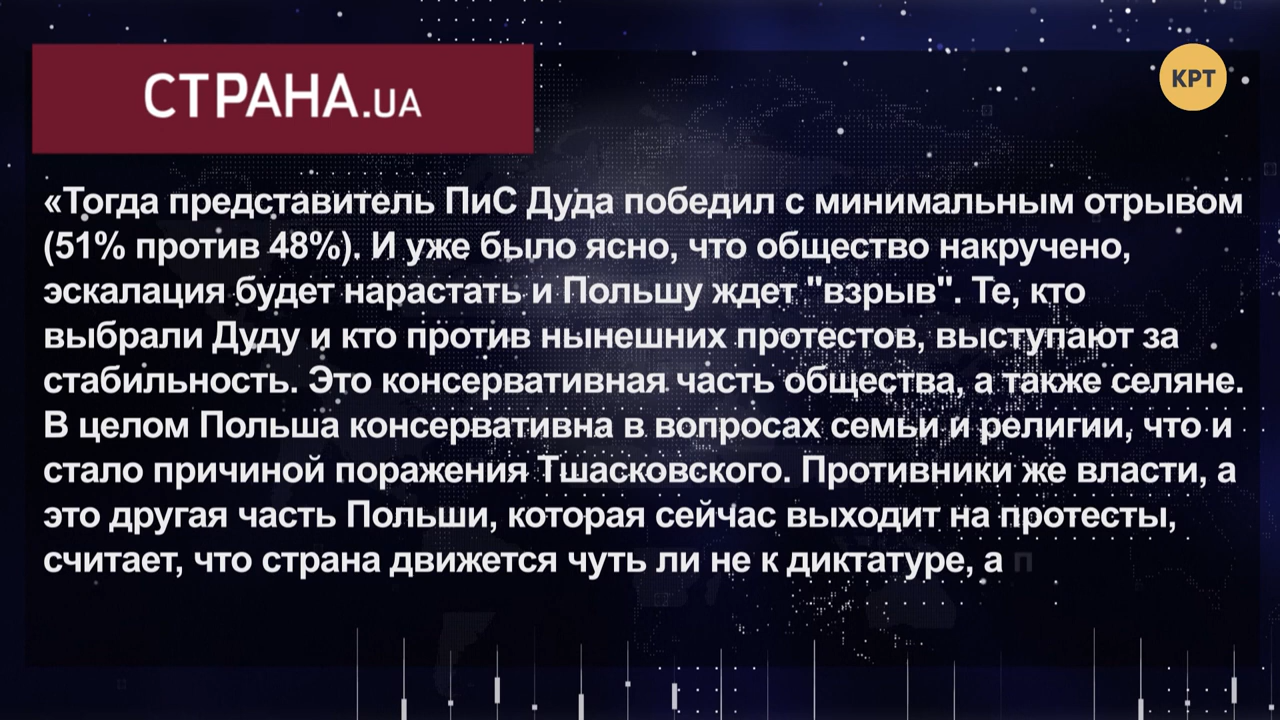 СТРАНА.UA
КРТ
«Тогда представитель ПиС Дуда победил с минимальным отрывом
(51% против 48%). И уже было ясно, что общество накручено,
эскалация будет нарастать и Польшу ждет "взрыв". Те, кто
выбрали Дуду и кто против нынешних протестов, выступают за
стабильность. Это консервативная часть общества, а также селяне.
В целом Польша консервативна в вопросах семьи и религии, что и
стало причиной поражения Тшасковского. Противники же власти, а
это другая часть Польши, которая сейчас выходит на протесты,
считает, что страна движется чуть ли не к диктатуре, а п